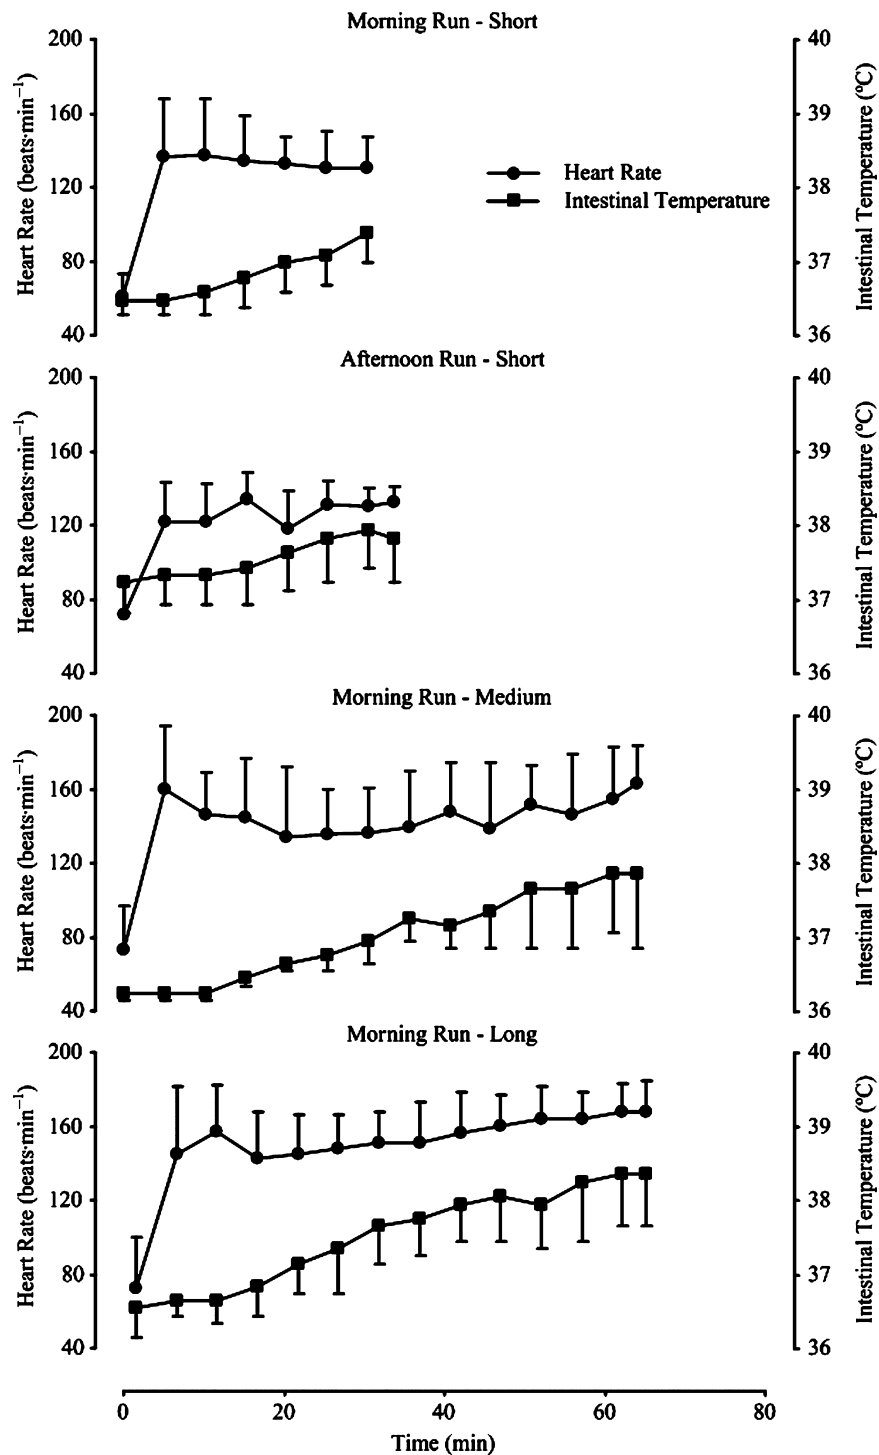 Morning Run - Short
200
160
120
80
40
Heart Rate (beats·min⁻¹)
40
39
38
37
36
Intestinal Temperature (ºC)
Heart Rate
Intestinal Temperature
Afternoon Run - Short
200
160
120
80
40
Heart Rate (beats·min⁻¹)
40
39
38
37
36
Intestinal Temperature (ºC)
Morning Run - Medium
200
160
120
80
40
Heart Rate (beats·min⁻¹)
40
39
38
37
36
Intestinal Temperature (ºC)
Morning Run - Long
200
160
120
80
40
Heart Rate (beats·min⁻¹)
40
39
38
37
36
Intestinal Temperature (ºC)
0 20 40 60 80
Time (min)